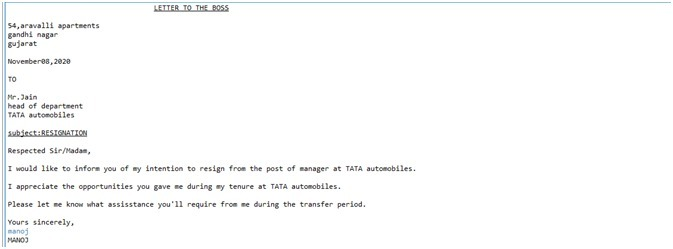 LETTER TO THE BOSS
54,aravalli apartments
gandhi nagar
gujarat
November08,2020
TO
Mr.Jain
head of department
TATA automobiles
subject:RESIGNATION
Respected Sir/Madam,
I would like to inform you of my intention to resign from the post of manager at TATA automobiles.
I appreciate the opportunities you gave me during my tenure at TATA automobiles.
Please let me know what assisstance you'll require from me during the transfer period.
Yours sincerely,
manoj
MANOJ